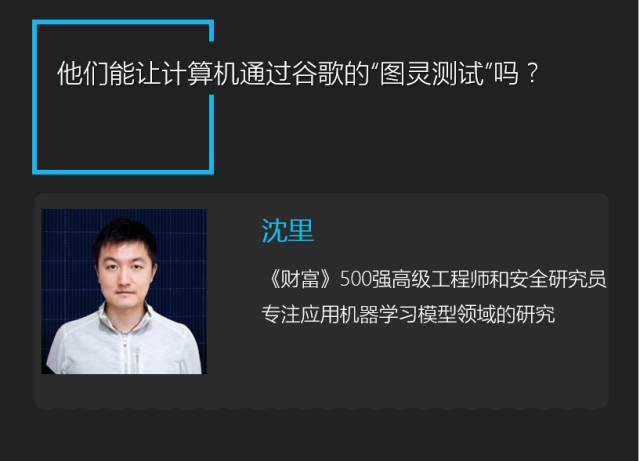 他们能让计算机通过谷歌的“图灵测试”吗？
沈里
《财富》500强高级工程师和安全研究员
专注应用机器学习模型领域的研究